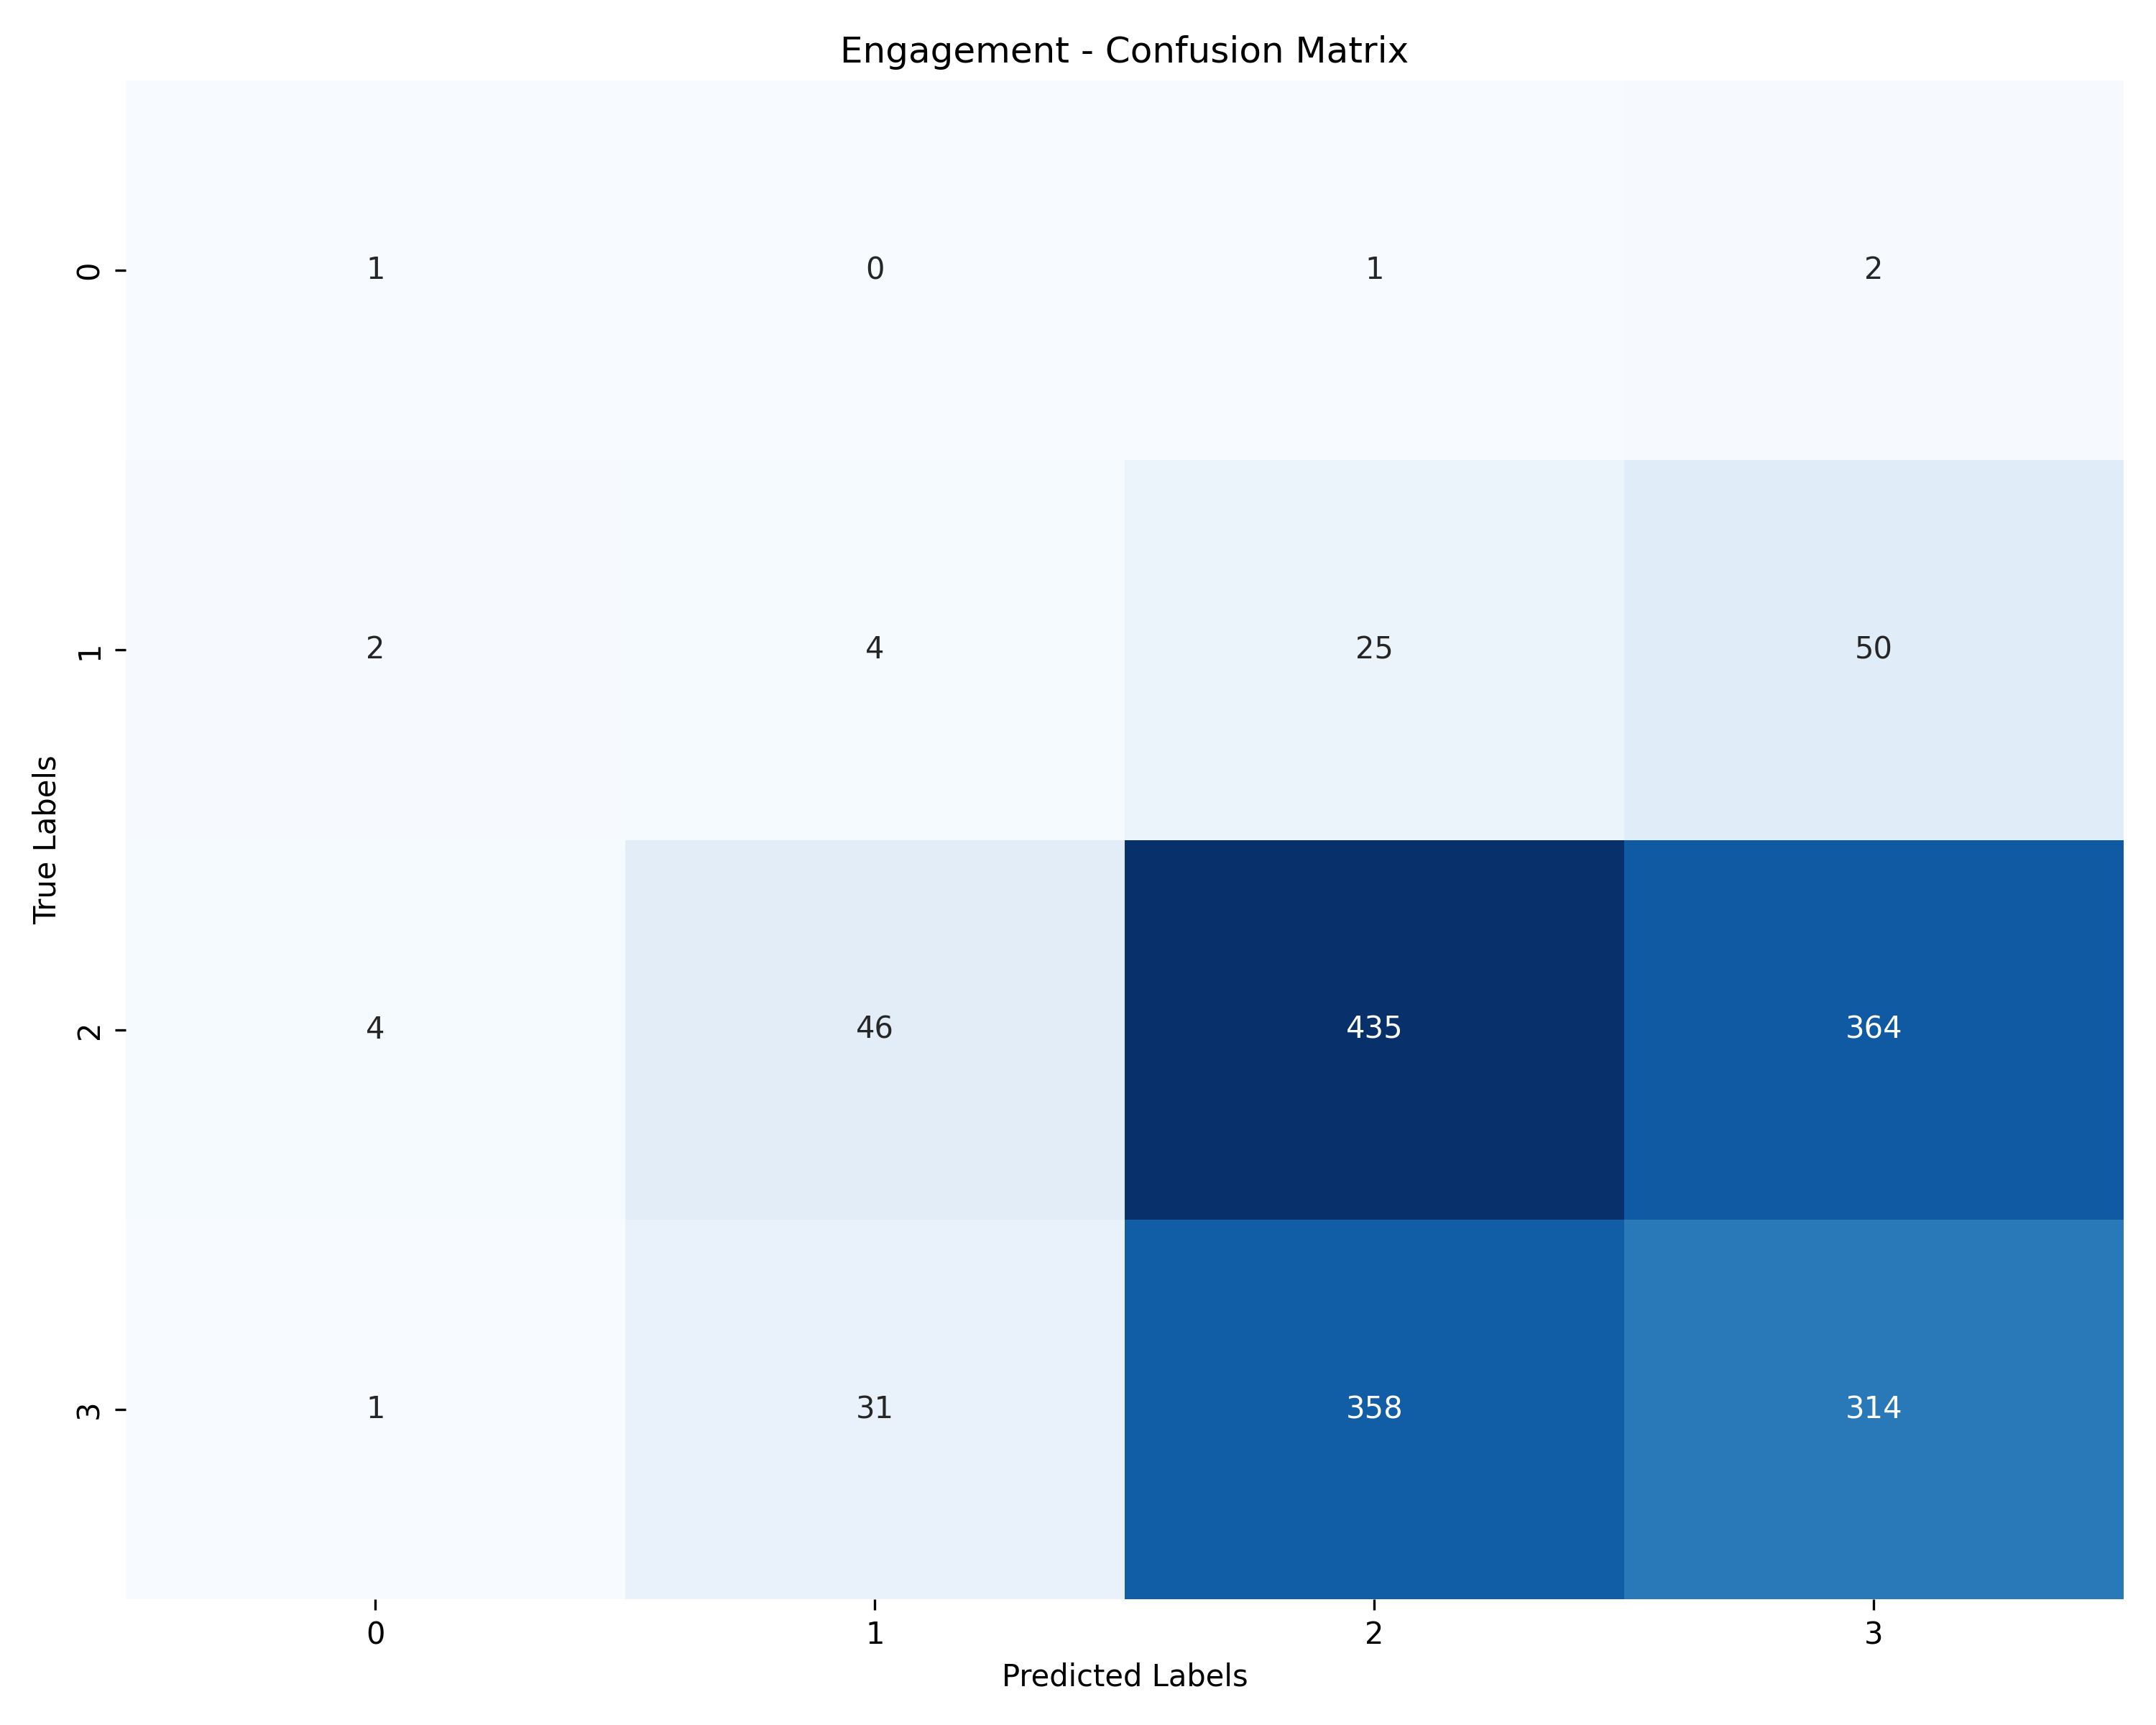 Engagement - Confusion Matrix
True Labels
0 1 0 1 2
1 2 4 25 50
2 4 46 435 364
3 1 31 358 314
0 1 2 3
Predicted Labels